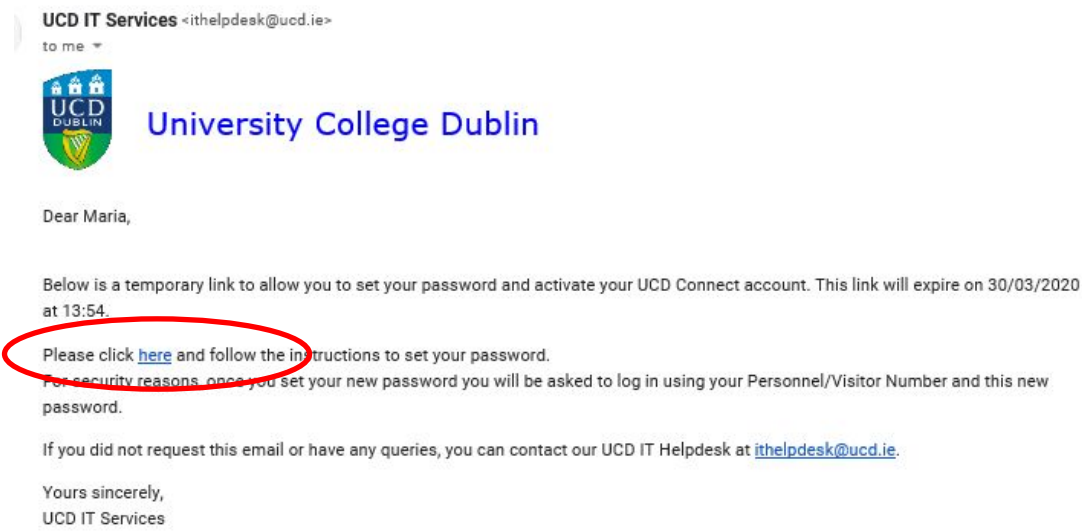 UCD IT Services <ithelpdesk@ucd.ie>
to me
UCD
DUBLIN
University College Dublin
Dear Maria,
Below is a temporary link to allow you to set your password and activate your UCD Connect account. This link will expire on 30/03/2020
at 13:54.
Please click here and follow the instructions to set your password.
For security reasons, once you set your new password you will be asked to log in using your Personnel/Visitor Number and this new
password.
If you did not request this email or have any queries, you can contact our UCD IT Helpdesk at ithelpdesk@ucd.ie.
Yours sincerely,
UCD IT Services